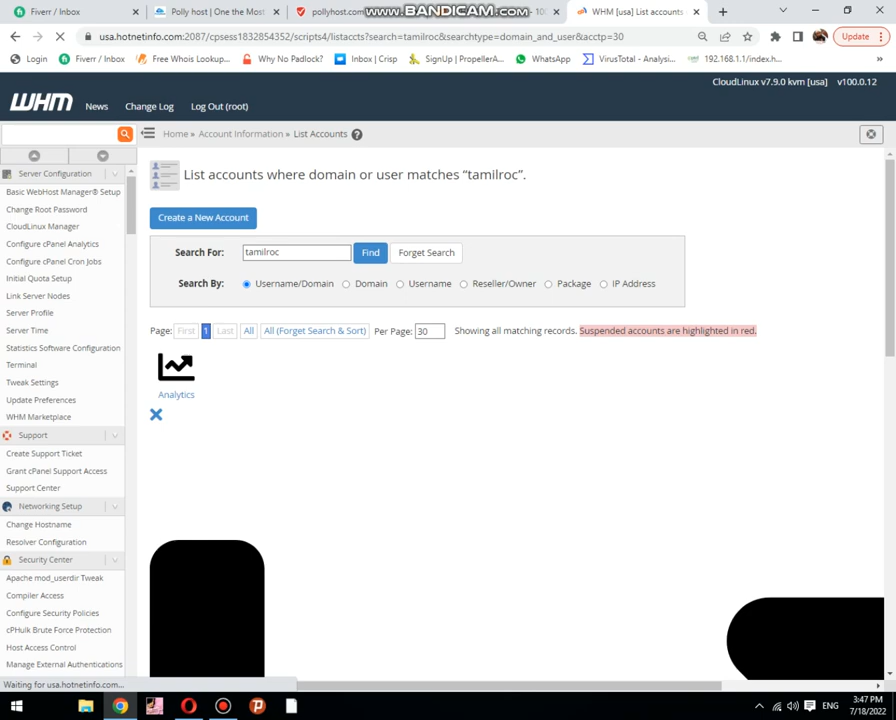 Fiverr / Inbox
Polly host | One the Most
pollyhost.com
www.BANDICAM.com
WHM [usa] List accounts
usa.hotnetinfo.com:2087/cpsess1832854352/scripts4/listaccts?search=tamilroc&searchtype=domain_and_user&acctp=30
Update
Login
Fiverr / Inbox
Free Whois Lookup...
Why No Padlock?
Inbox | Crisp
SignUp | PropellerA...
WhatsApp
VirusTotal - Analysi...
192.168.1.1/index.h...
CloudLinux v7.9.0 kvm [usa] v100.0.12
WHM
News
Change Log
Log Out (root)
Home » Account Information » List Accounts
Server Configuration
Basic WebHost Manager® Setup
Change Root Password
CloudLinux Manager
Configure cPanel Analytics
Configure cPanel Cron Jobs
Initial Quota Setup
Link Server Nodes
Server Profile
Server Time
Statistics Software Configuration
Terminal
Tweak Settings
Update Preferences
WHM Marketplace
Support
Create Support Ticket
Grant cPanel Support Access
Support Center
Networking Setup
Change Hostname
Resolver Configuration
Security Center
Apache mod_userdir Tweak
Compiler Access
Configure Security Policies
cPHulk Brute Force Protection
Host Access Control
Manage External Authentications
List accounts where domain or user matches “tamilroc”.
Create a New Account
Search For: tamilroc Find Forget Search
Search By: Username/Domain Domain Username Reseller/Owner Package IP Address
Page: First 1 Last All All (Forget Search & Sort) Per Page: 30 Showing all matching records. Suspended accounts are highlighted in red.
Analytics
Waiting for usa.hotnetinfo.com...
ENG
3:47 PM
7/18/2022